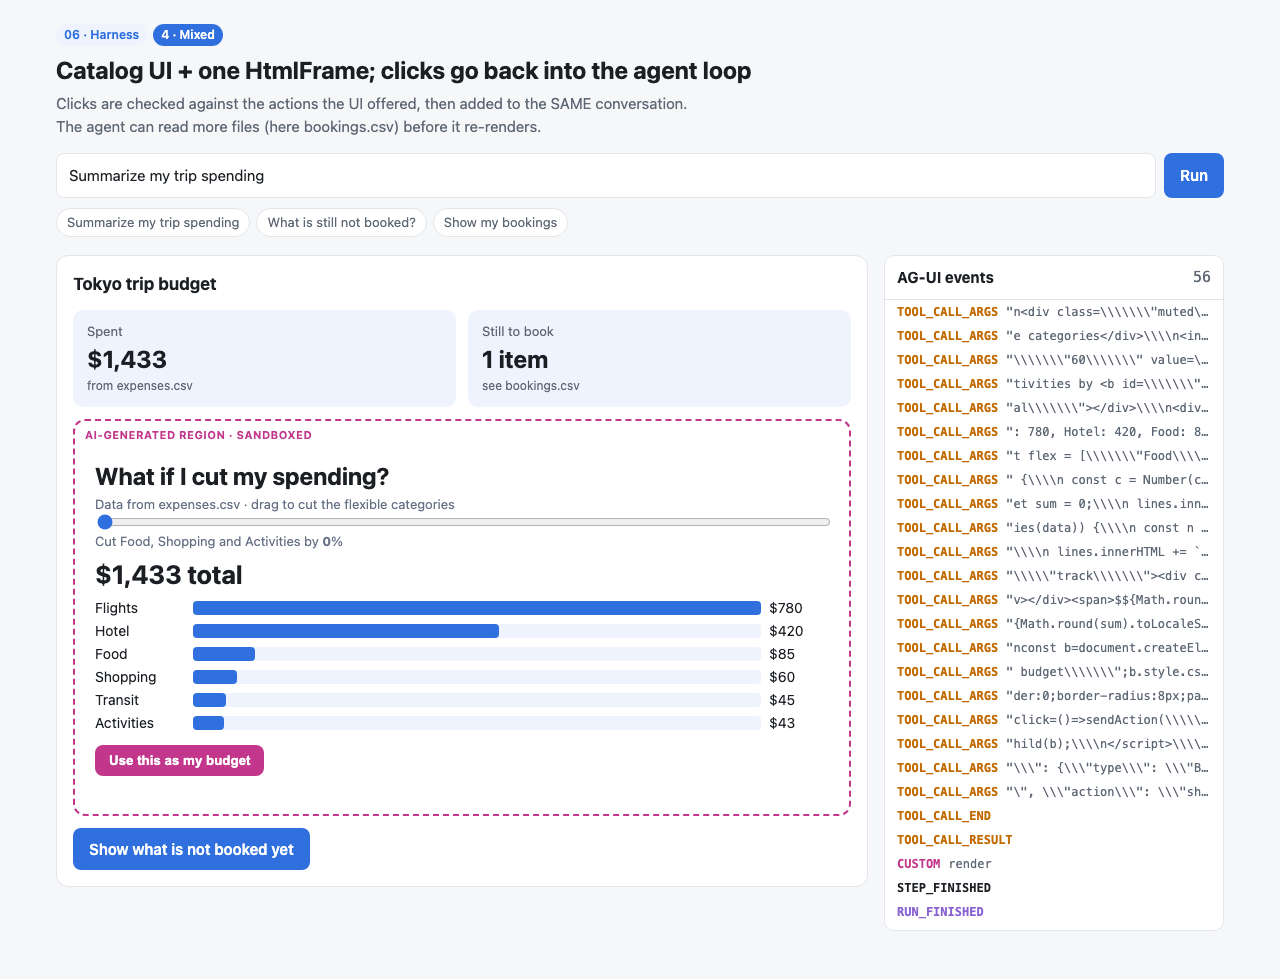 06 · Harness
4 · Mixed
Catalog UI + one HtmlFrame; clicks go back into the agent loop
Clicks are checked against the actions the UI offered, then added to the SAME conversation.
The agent can read more files (here bookings.csv) before it re-renders.
Summarize my trip spending
Run
Summarize my trip spending
What is still not booked?
Show my bookings
Tokyo trip budget
Spent
$1,433
from expenses.csv
Still to book
1 item
see bookings.csv
AI-GENERATED REGION · SANDBOXED
What if I cut my spending?
Data from expenses.csv · drag to cut the flexible categories
Cut Food, Shopping and Activities by 0%
$1,433 total
Flights $780
Hotel $420
Food $85
Shopping $60
Transit $45
Activities $43
Use this as my budget
Show what is not booked yet
AG-UI events 56
TOOL_CALL_ARGS "n<div class=\\\\\\\"muted\…
TOOL_CALL_ARGS "e categories</div>\\\\n<in…
TOOL_CALL_ARGS "\\\\\\\"60\\\\\\\" value=\…
TOOL_CALL_ARGS "tivities by <b id=\\\\\\\"…
TOOL_CALL_ARGS "al\\\\\\\"></div>\\\\n<div…
TOOL_CALL_ARGS ": 780, Hotel: 420, Food: 8…
TOOL_CALL_ARGS "t flex = [\\\\\\\"Food\\\\…
TOOL_CALL_ARGS " {\\\\n const c = Number(c…
TOOL_CALL_ARGS "et sum = 0;\\\\n lines.inn…
TOOL_CALL_ARGS "ies(data)) {\\\\n const n …
TOOL_CALL_ARGS "\\\\n lines.innerHTML += `…
TOOL_CALL_ARGS "\\\\\"track\\\\\\\"><div c…
TOOL_CALL_ARGS "v></div><span>$${Math.roun…
TOOL_CALL_ARGS "{Math.round(sum).toLocaleS…
TOOL_CALL_ARGS "nconst b=document.createEl…
TOOL_CALL_ARGS " budget\\\\\\\";b.style.cs…
TOOL_CALL_ARGS "der:0;border-radius:8px;pa…
TOOL_CALL_ARGS "click=()=>sendAction(\\\\\…
TOOL_CALL_ARGS "hild(b);\\\\n</script>\\\\…
TOOL_CALL_ARGS "\\\": {\\\"type\\\": \\\"B…
TOOL_CALL_ARGS "\", \\\"action\\\": \\\"sh…
TOOL_CALL_END
TOOL_CALL_RESULT
CUSTOM render
STEP_FINISHED
RUN_FINISHED